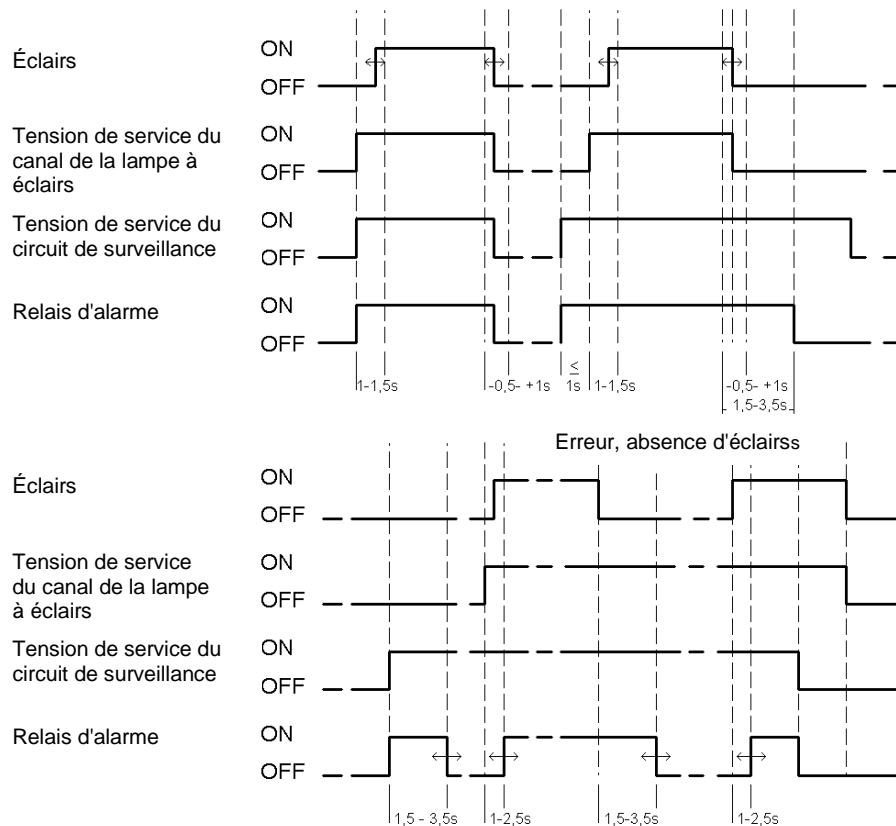 Éclairs
ON
OFF
Tension de service du
canal de la lampe à
éclairs
ON
OFF
Tension de service du
circuit de surveillance
ON
OFF
Relais d'alarme
ON
OFF
1-1,5s
-0,5- +1s
≤
1s
1-1,5s
-0,5- +1s
1,5-3,5s
Erreur, absence d'éclairss
Éclairs
ON
OFF
Tension de service
du canal de la lampe
à éclairs
ON
OFF
Tension de service du
circuit de surveillance
ON
OFF
Relais d'alarme
ON
OFF
1,5 - 3,5s
1-2,5s
1,5-3,5s
1-2,5s